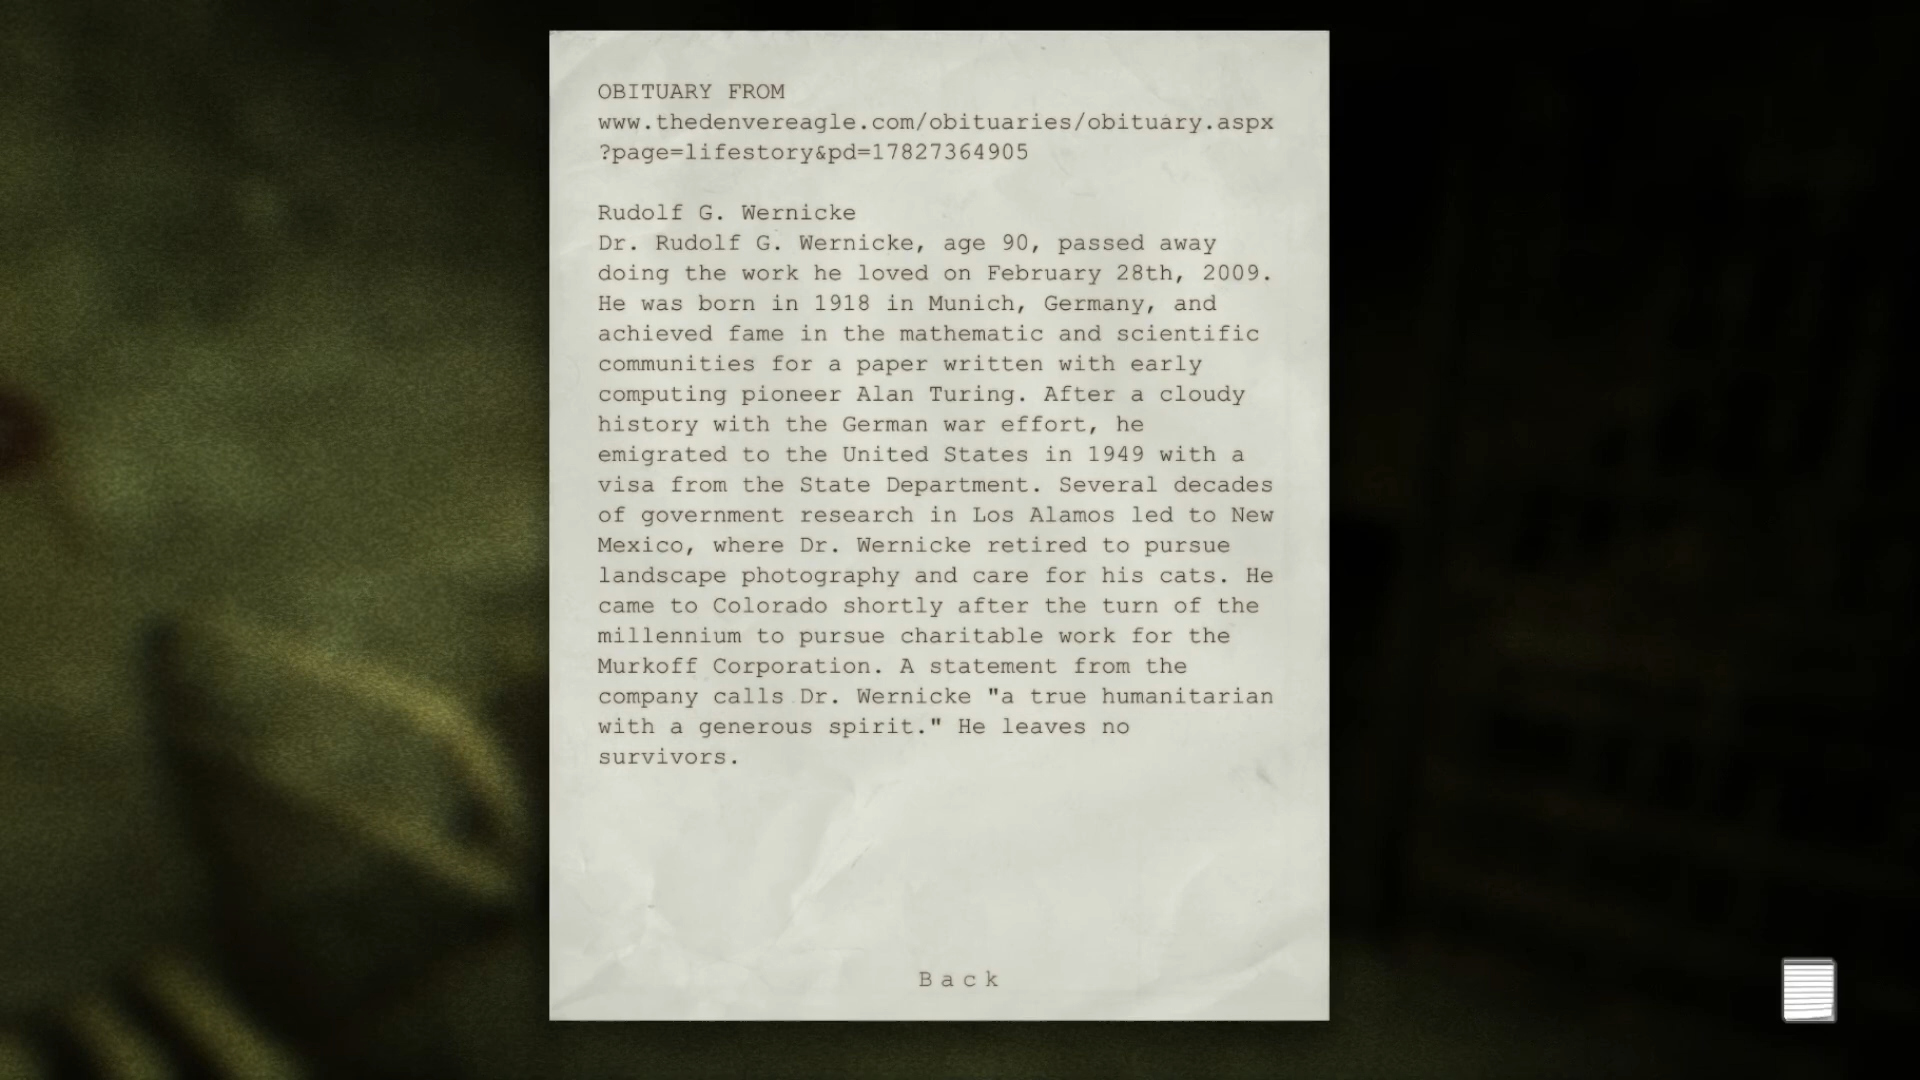 OBITUARY FROM
www.thedenvereagle.com/obituaries/obituary.aspx
?page=lifestory&pd=17827364905
Rudolf G. Wernicke
Dr. Rudolf G. Wernicke, age 90, passed away
doing the work he loved on February 28th, 2009.
He was born in 1918 in Munich, Germany, and
achieved fame in the mathematic and scientific
communities for a paper written with early
computing pioneer Alan Turing. After a cloudy
history with the German war effort, he
emigrated to the United States in 1949 with a
visa from the State Department. Several decades
of government research in Los Alamos led to New
Mexico, where Dr. Wernicke retired to pursue
landscape photography and care for his cats. He
came to Colorado shortly after the turn of the
millennium to pursue charitable work for the
Murkoff Corporation. A statement from the
company calls Dr. Wernicke "a true humanitarian
with a generous spirit." He leaves no
survivors.
Back